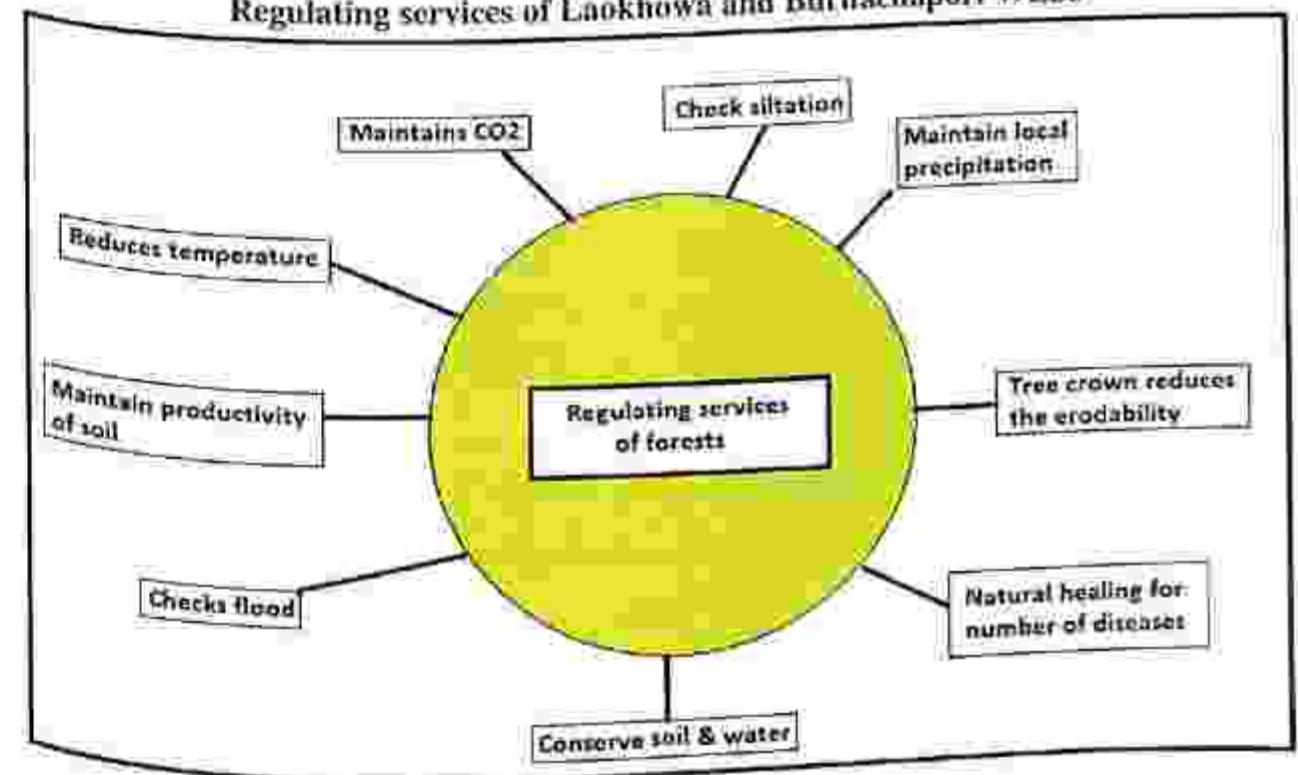 Regulating services of Laokhowa and
Check siltation
Maintains CO2
Maintain local
precipitation
Reduces temperature
Tree crown reduces
the erodability
Maintain productivity
of soil
Regulating services
of forests
Natural healing for
number of diseases
Checks flood
Conserve soil & water